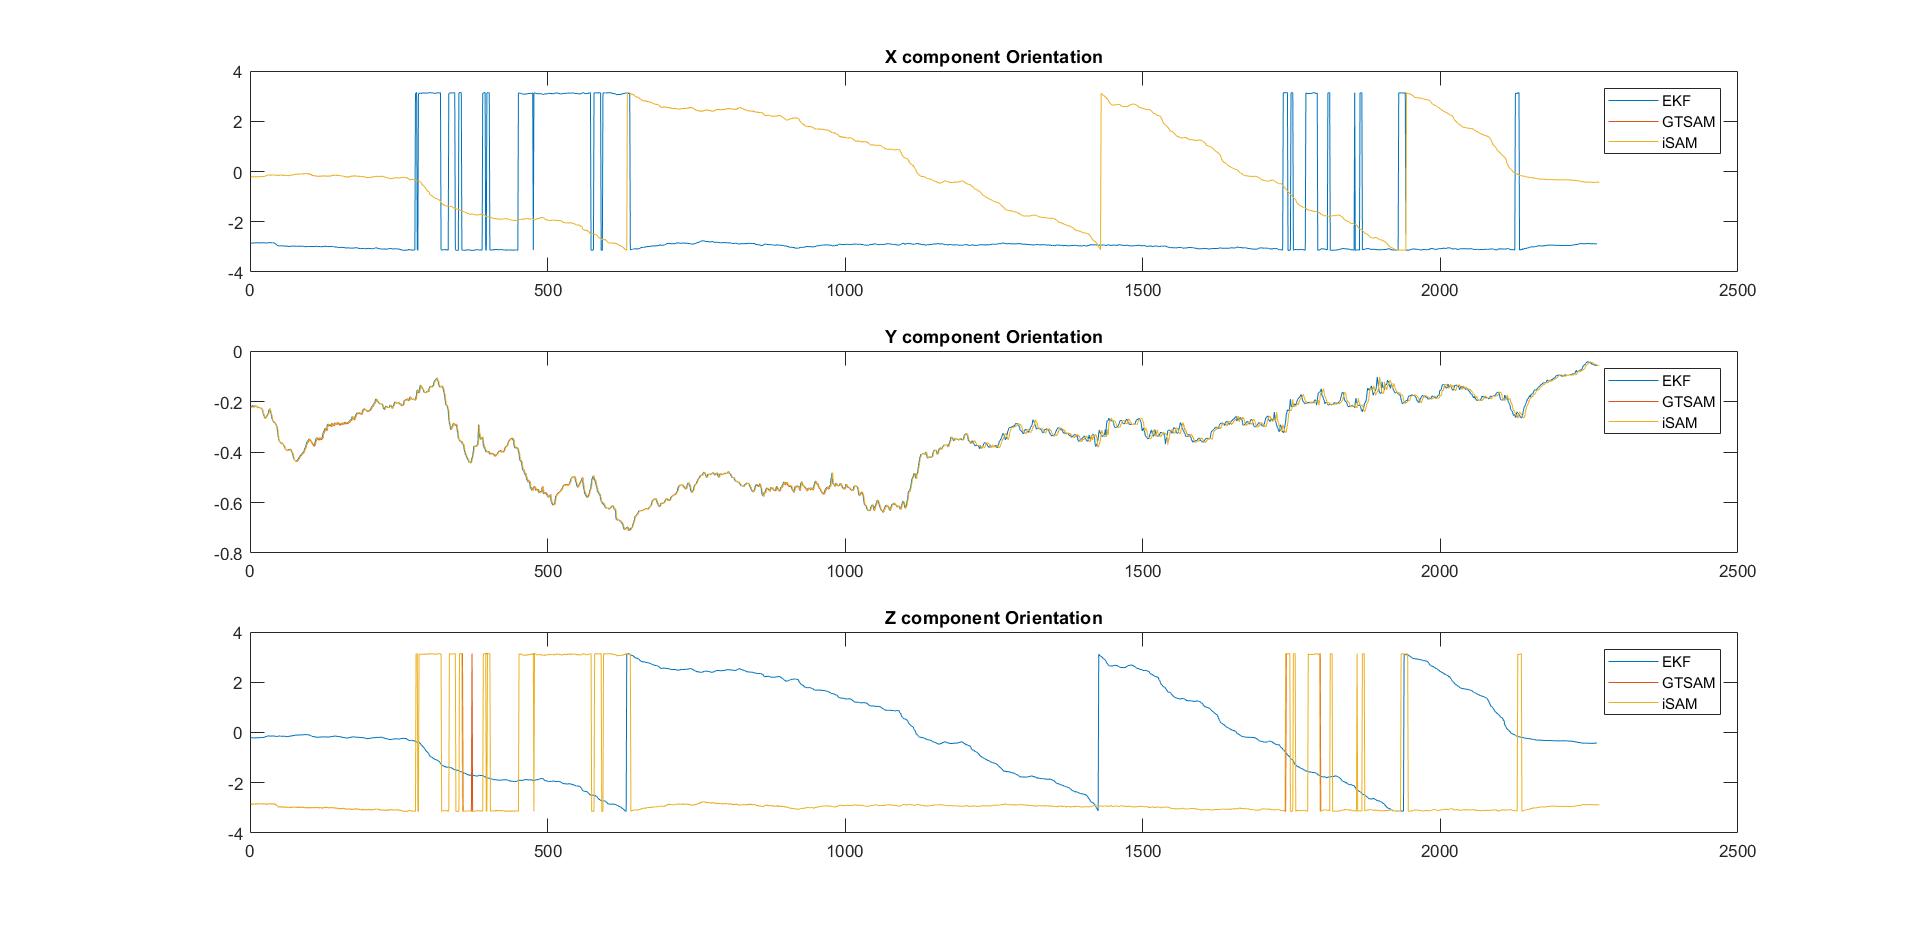 X component Orientation
4
2
0
-2
-4
0 500 1000 1500 2000 2500
EKF
GTSAM
iSAM
Y component Orientation
0
-0.2
-0.4
-0.6
-0.8
0 500 1000 1500 2000 2500
EKF
GTSAM
iSAM
Z component Orientation
4
2
0
-2
-4
0 500 1000 1500 2000 2500
EKF
GTSAM
iSAM